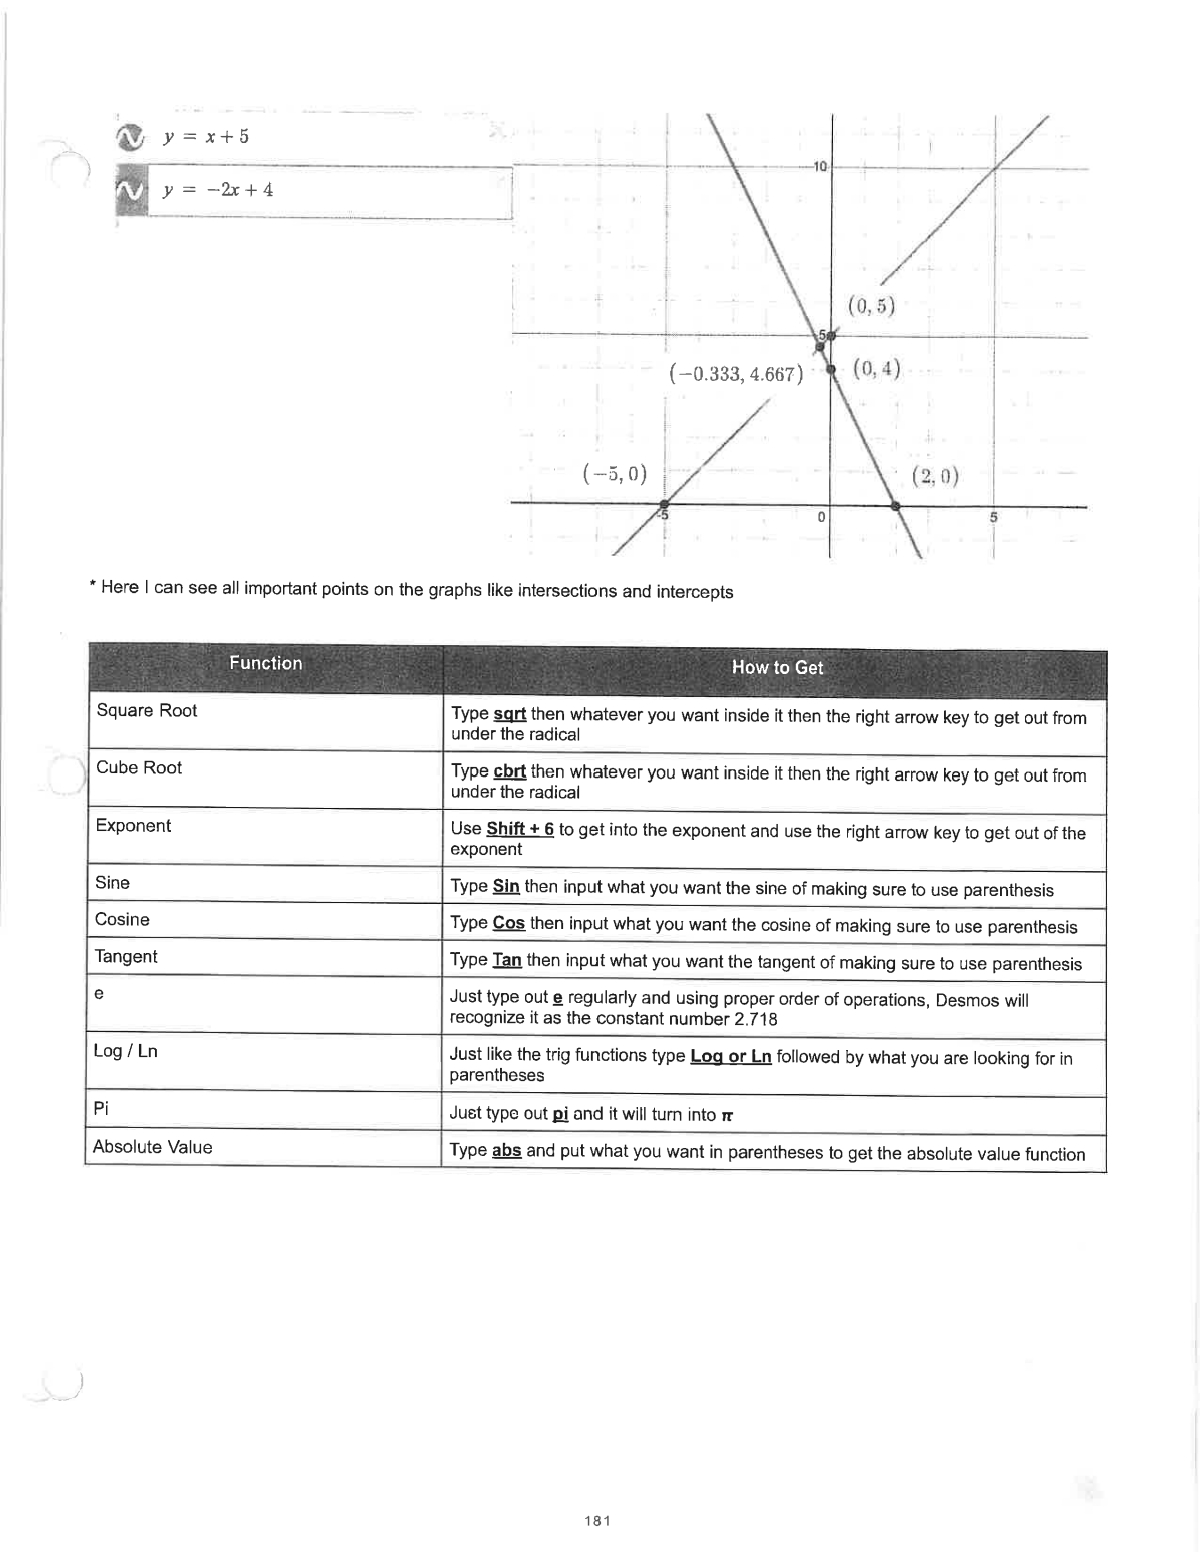 y = x + 5
y = −2x + 4
10
(0, 5)
5
(−0.333, 4.667)
(0, 4)
(−5, 0)
(2, 0)
-5
0
5
* Here I can see all important points on the graphs like intersections and intercepts
Function
How to Get
Square Root
Type sqrt then whatever you want inside it then the right arrow key to get out from
under the radical
Cube Root
Type cbrt then whatever you want inside it then the right arrow key to get out from
under the radical
Exponent
Use Shift + 6 to get into the exponent and use the right arrow key to get out of the
exponent
Sine
Type Sin then input what you want the sine of making sure to use parenthesis
Cosine
Type Cos then input what you want the cosine of making sure to use parenthesis
Tangent
Type Tan then input what you want the tangent of making sure to use parenthesis
e
Just type out e regularly and using proper order of operations, Desmos will
recognize it as the constant number 2.718
Log / Ln
Just like the trig functions type Log or Ln followed by what you are looking for in
parentheses
Pi
Just type out pi and it will turn into π
Absolute Value
Type abs and put what you want in parentheses to get the absolute value function
181